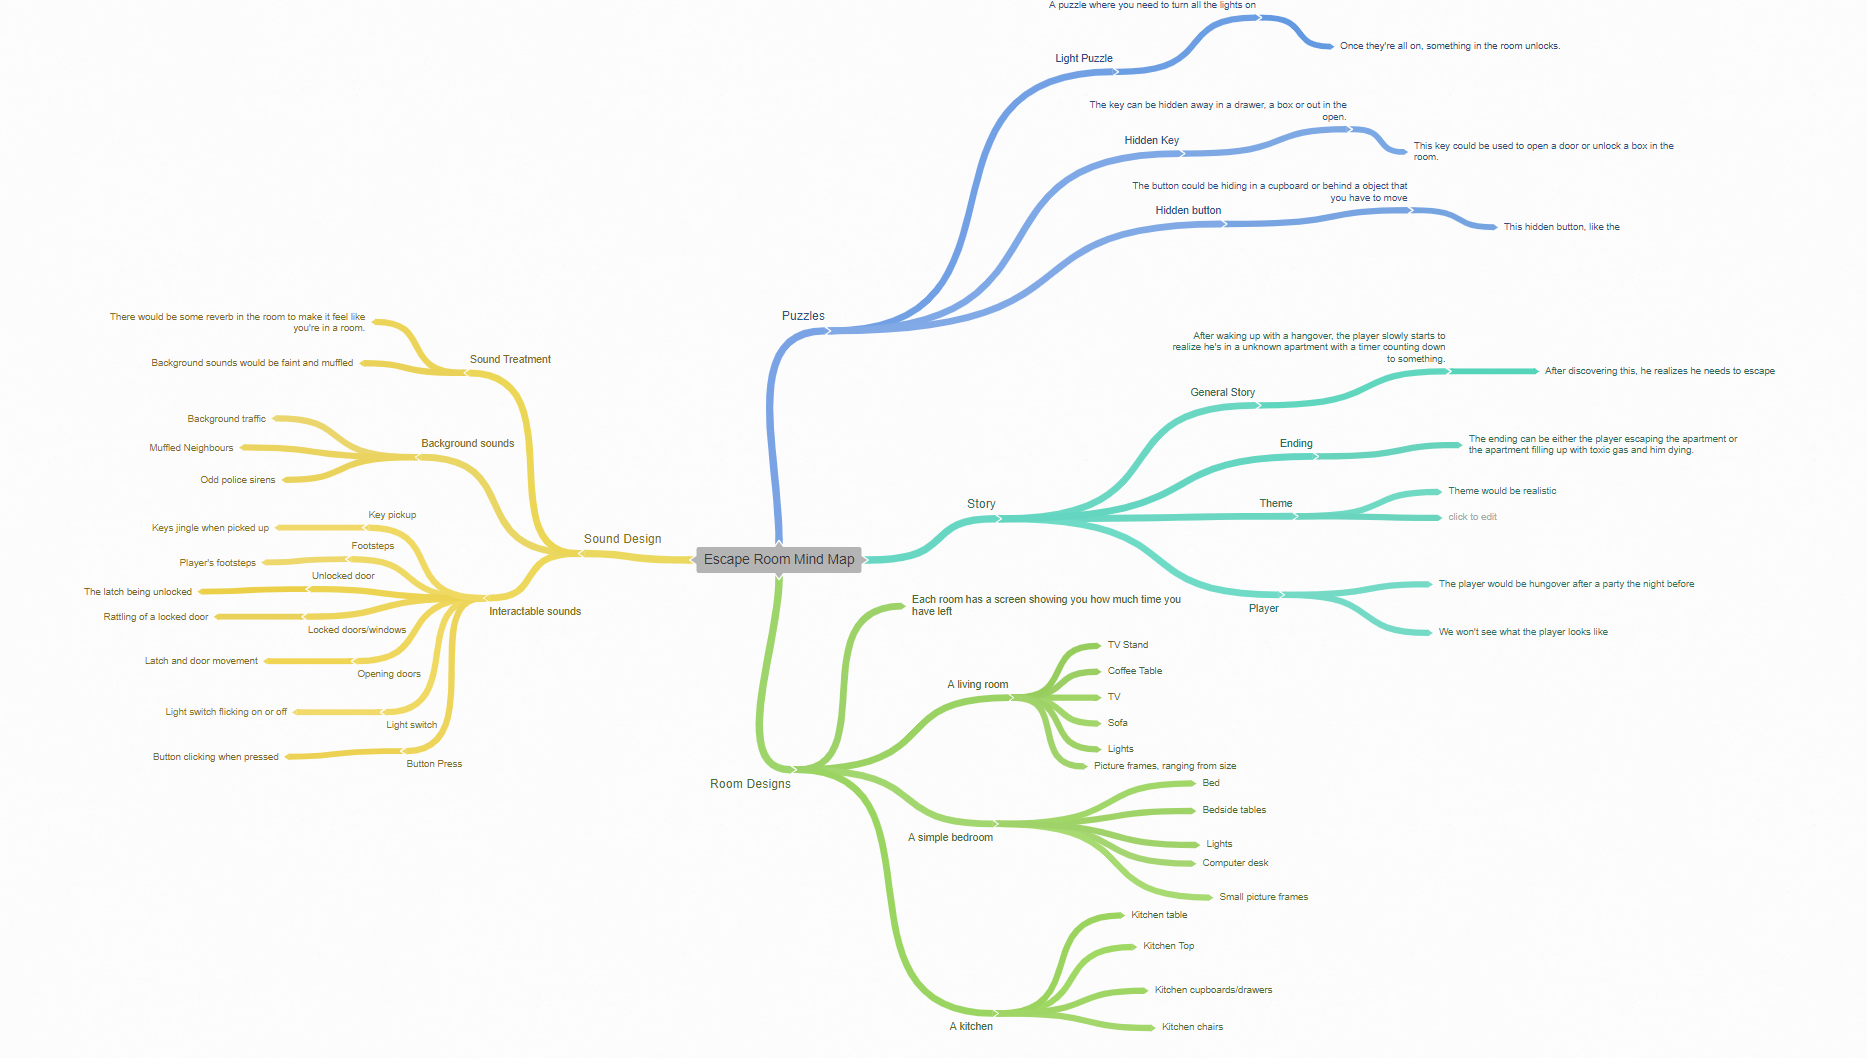 A puzzle where you need to turn all the lights on
Once they're all on, something in the room unlocks.
Light Puzzle
The key can be hidden away in a drawer, a box or out in the
open.
Hidden Key
This key could be used to open a door or unlock a box in the
room.
The button could be hiding in a cupboard or behind a object that
you have to move
Hidden button
This hidden button, like the
Puzzles
There would be some reverb in the room to make it feel like
you're in a room.
Sound Treatment
Background sounds would be faint and muffled
Background traffic
Background sounds
Muffled Neighbours
Odd police sirens
Key pickup
Keys jingle when picked up
Footsteps
Player's footsteps
Unlocked door
The latch being unlocked
Rattling of a locked door
Locked doors/windows
Latch and door movement
Opening doors
Light switch flicking on or off
Light switch
Button clicking when pressed
Button Press
Interactable sounds
Sound Design
Escape Room Mind Map
After waking up with a hangover, the player slowly starts to
realize he's in a unknown apartment with a timer counting down
to something.
After discovering this, he realizes he needs to escape
General Story
Ending
The ending can be either the player escaping the apartment or
the apartment filling up with toxic gas and him dying.
Story
Theme
Theme would be realistic
click to edit
The player would be hungover after a party the night before
Player
We won't see what the player looks like
Each room has a screen showing you how much time you
have left
A living room
TV Stand
Coffee Table
TV
Sofa
Lights
Picture frames, ranging from size
Room Designs
A simple bedroom
Bed
Bedside tables
Lights
Computer desk
Small picture frames
Kitchen table
Kitchen Top
Kitchen cupboards/drawers
A kitchen
Kitchen chairs